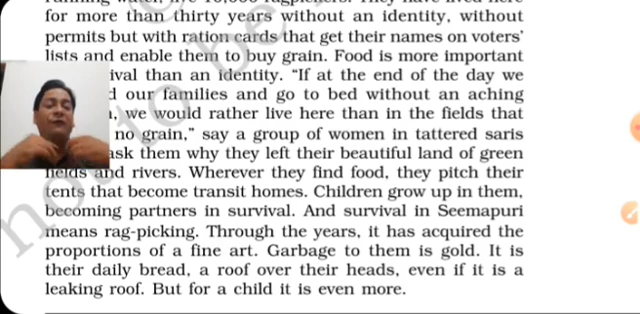 for more than thirty years without an identity, without
permits but with ration cards that get their names on voters'
lists and enable them to buy grain. Food is more important
ival than an identity. "If at the end of the day we
our families and go to bed without an aching
, we would rather live here than in the fields that
no grain," say a group of women in tattered saris
ask them why they left their beautiful land of green
fields and rivers. Wherever they find food, they pitch their
tents that become transit homes. Children grow up in them,
becoming partners in survival. And survival in Seemapuri
means rag-picking. Through the years, it has acquired the
proportions of a fine art. Garbage to them is gold. It is
their daily bread, a roof over their heads, even if it is a
leaking roof. But for a child it is even more.